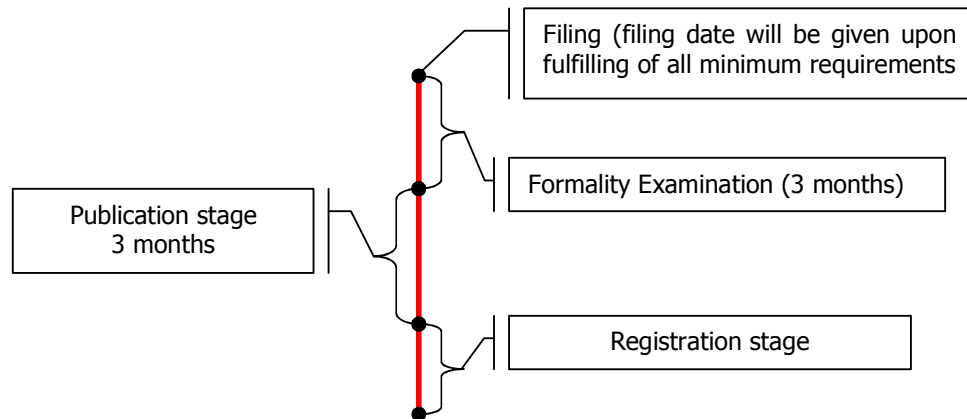 Filing (filing date will be given upon
fulfilling of all minimum requirements
Formality Examination (3 months)
Publication stage
3 months
Registration stage